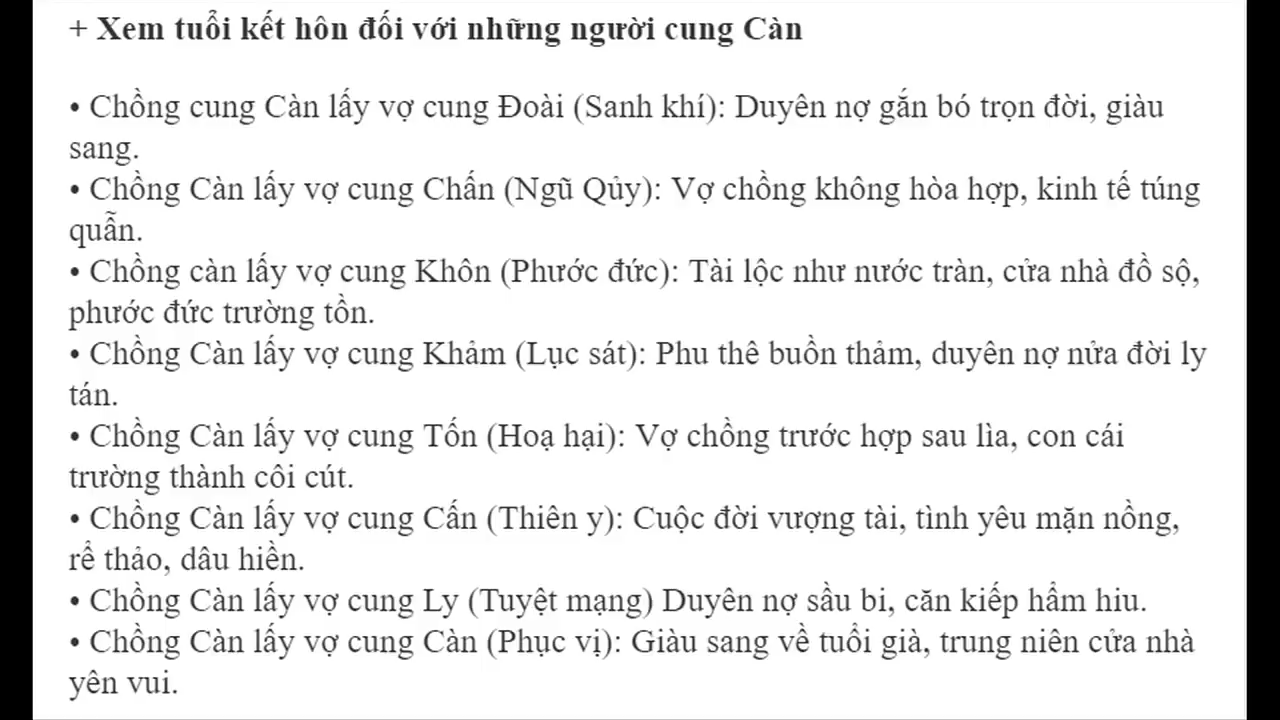 + Xem tuổi kết hôn đối với những người cung Càn
• Chồng cung Càn lấy vợ cung Đoài (Sanh khí): Duyên nợ gắn bó trọn đời, giàu
sang.
• Chồng Càn lấy vợ cung Chấn (Ngũ Qủy): Vợ chồng không hòa hợp, kinh tế túng
quẫn.
• Chồng càn lấy vợ cung Khôn (Phước đức): Tài lộc như nước tràn, cửa nhà đồ sộ,
phước đức trường tồn.
• Chồng Càn lấy vợ cung Khảm (Lục sát): Phu thê buồn thảm, duyên nợ nửa đời ly
tán.
• Chồng Càn lấy vợ cung Tốn (Hoạ hại): Vợ chồng trước hợp sau lìa, con cái
trường thành côi cút.
• Chồng Càn lấy vợ cung Cấn (Thiên y): Cuộc đời vượng tài, tình yêu mặn nồng,
rể thảo, dâu hiền.
• Chồng Càn lấy vợ cung Ly (Tuyệt mạng) Duyên nợ sầu bi, căn kiếp hẩm hiu.
• Chồng Càn lấy vợ cung Càn (Phục vị): Giàu sang về tuổi già, trung niên cửa nhà
yên vui.